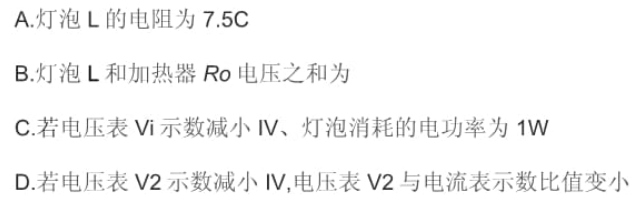 A.灯泡 L 的电阻为 7.5C
B.灯泡 L 和加热器 Ro 电压之和为
C.若电压表 Vi 示数减小 IV、灯泡消耗的电功率为 1W
D.若电压表 V2 示数减小 IV,电压表 V2 与电流表示数比值变小